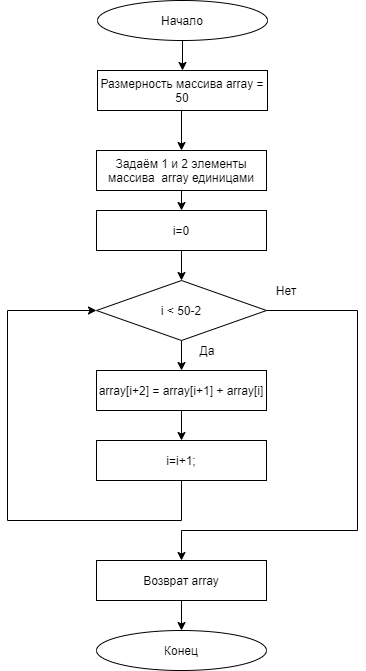 Начало
Размерность массива array =
50
Задаём 1 и 2 элементы
массива array единицами
i=0
i < 50-2
Нет
Да
array[i+2] = array[i+1] + array[i]
i=i+1;
Возврат array
Конец